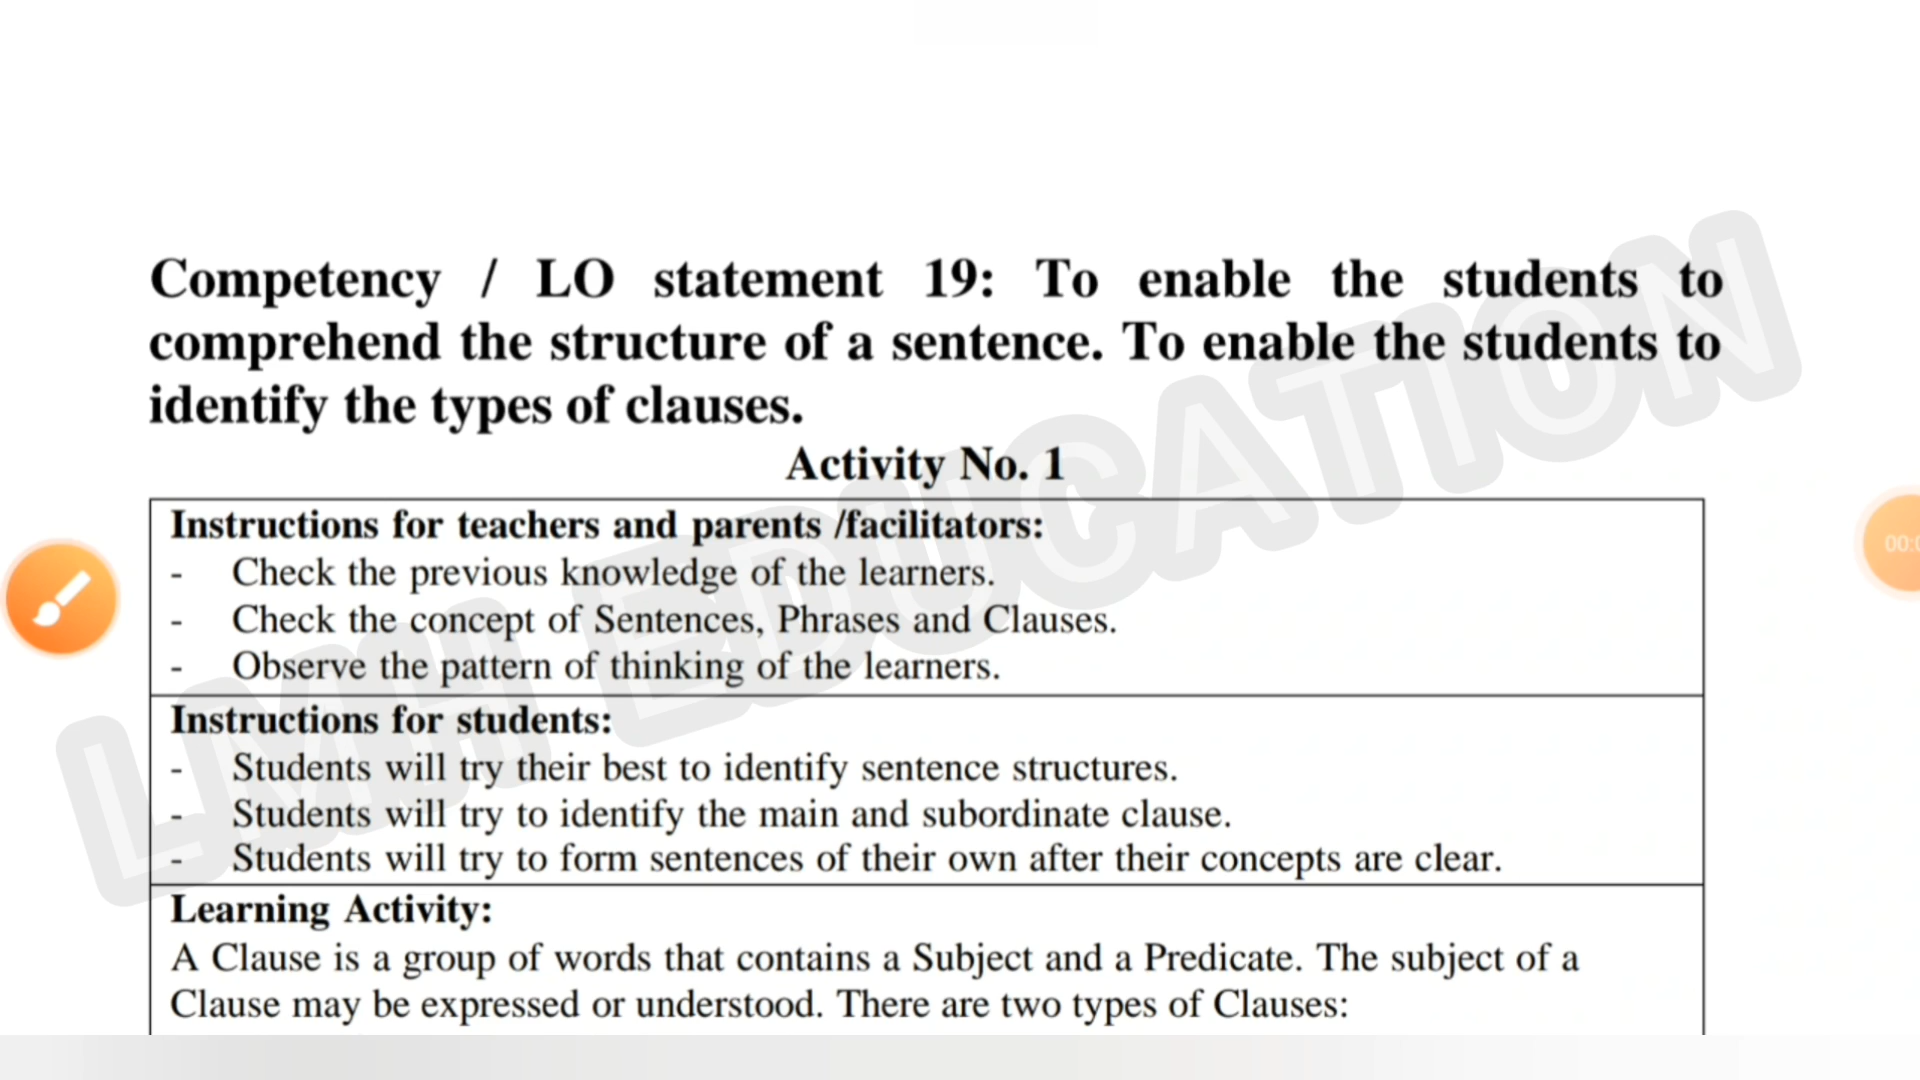 Competency / LO statement 19: To enable the students to
comprehend the structure of a sentence. To enable the students to
identify the types of clauses.
Activity No. 1
Instructions for teachers and parents /facilitators:
- Check the previous knowledge of the learners.
- Check the concept of Sentences, Phrases and Clauses.
- Observe the pattern of thinking of the learners.
Instructions for students:
- Students will try their best to identify sentence structures.
- Students will try to identify the main and subordinate clause.
- Students will try to form sentences of their own after their concepts are clear.
Learning Activity:
A Clause is a group of words that contains a Subject and a Predicate. The subject of a
Clause may be expressed or understood. There are two types of Clauses:
LMH EDUCATION